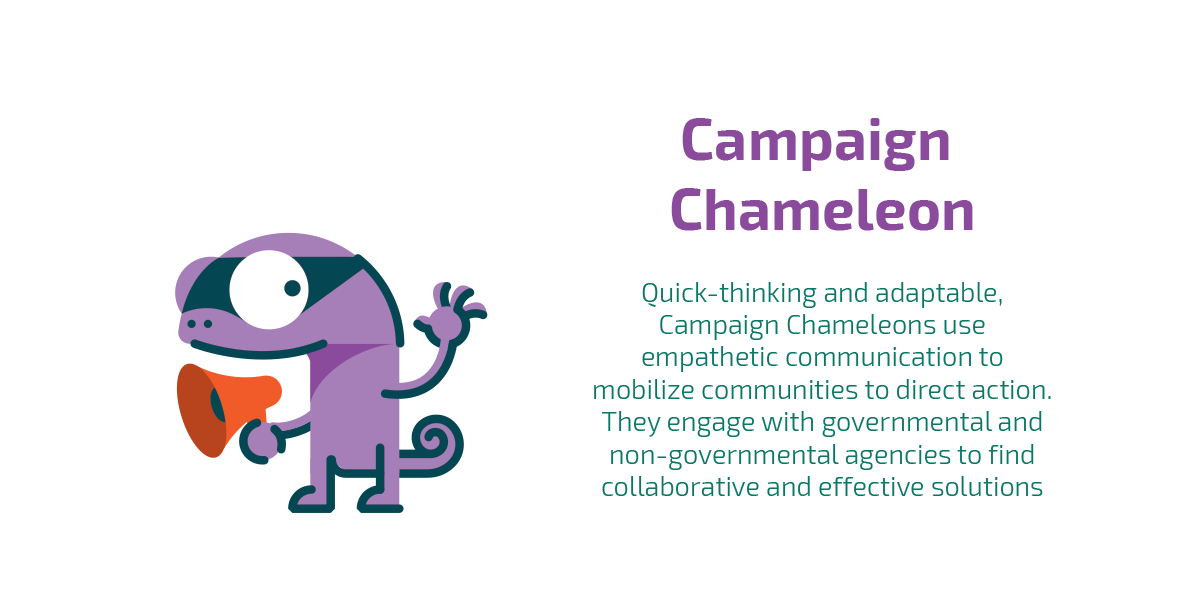 Campaign
Chameleon
Quick-thinking and adaptable,
Campaign Chameleons use
empathetic communication to
mobilize communities to direct action.
They engage with governmental and
non-governmental agencies to find
collaborative and effective solutions